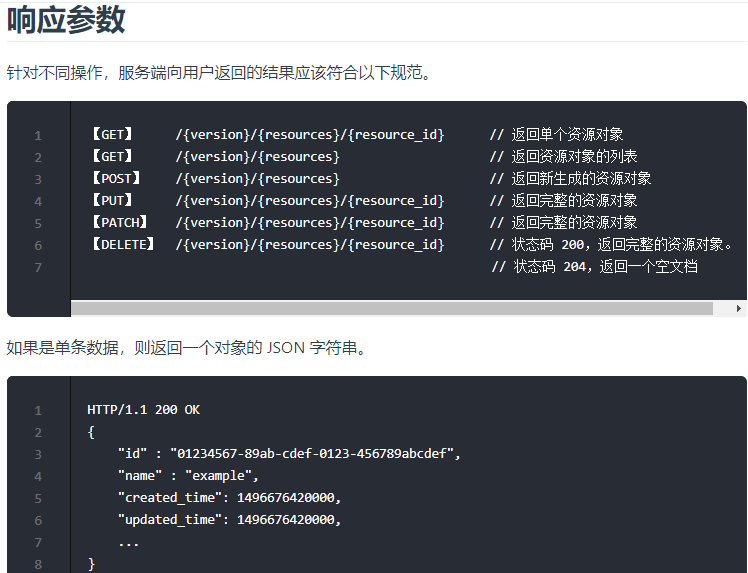 响应参数
针对不同操作，服务端向用户返回的结果应该符合以下规范。
1 【GET】 /{version}/{resources}/{resource_id} // 返回单个资源对象
2 【GET】 /{version}/{resources} // 返回资源对象的列表
3 【POST】 /{version}/{resources} // 返回新生成的资源对象
4 【PUT】 /{version}/{resources}/{resource_id} // 返回完整的资源对象
5 【PATCH】 /{version}/{resources}/{resource_id} // 返回完整的资源对象
6 【DELETE】 /{version}/{resources}/{resource_id} // 状态码 200，返回完整的资源对象。
7 // 状态码 204，返回一个空文档
如果是单条数据，则返回一个对象的 JSON 字符串。
1 HTTP/1.1 200 OK
2 {
3 "id" : "01234567-89ab-cdef-0123-456789abcdef",
4 "name" : "example",
5 "created_time": 1496676420000,
6 "updated_time": 1496676420000,
7 ...
8 }